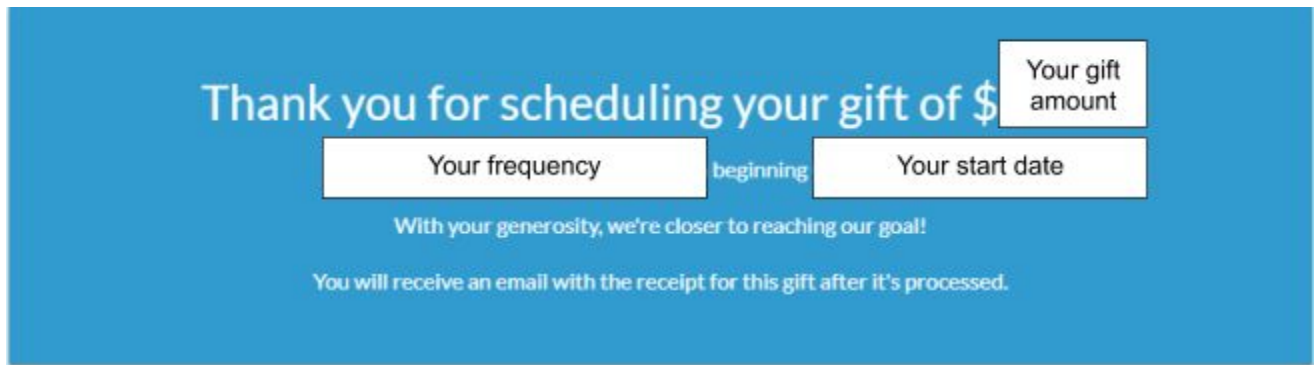 Thank you for scheduling your gift of $ Your gift amount
Your frequency beginning Your start date
With your generosity, we're closer to reaching our goal!
You will receive an email with the receipt for this gift after it's processed.